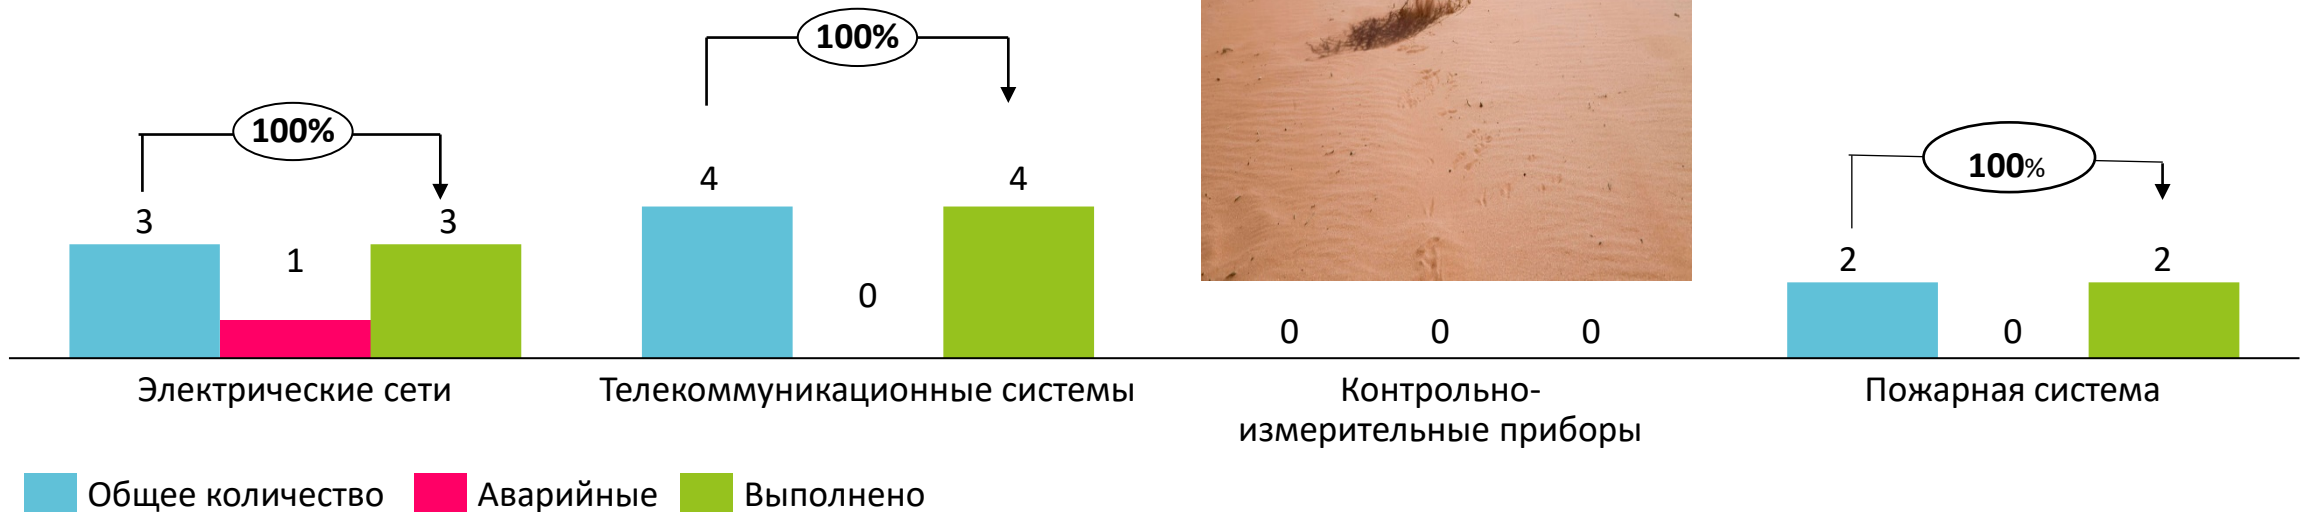 100%
100%
100%
3
1
3
4
0
4
0
0
0
2
0
2
Электрические сети
Телекоммуникационные системы
Контрольно-
измерительные приборы
Пожарная система
Общее количество
Аварийные
Выполнено